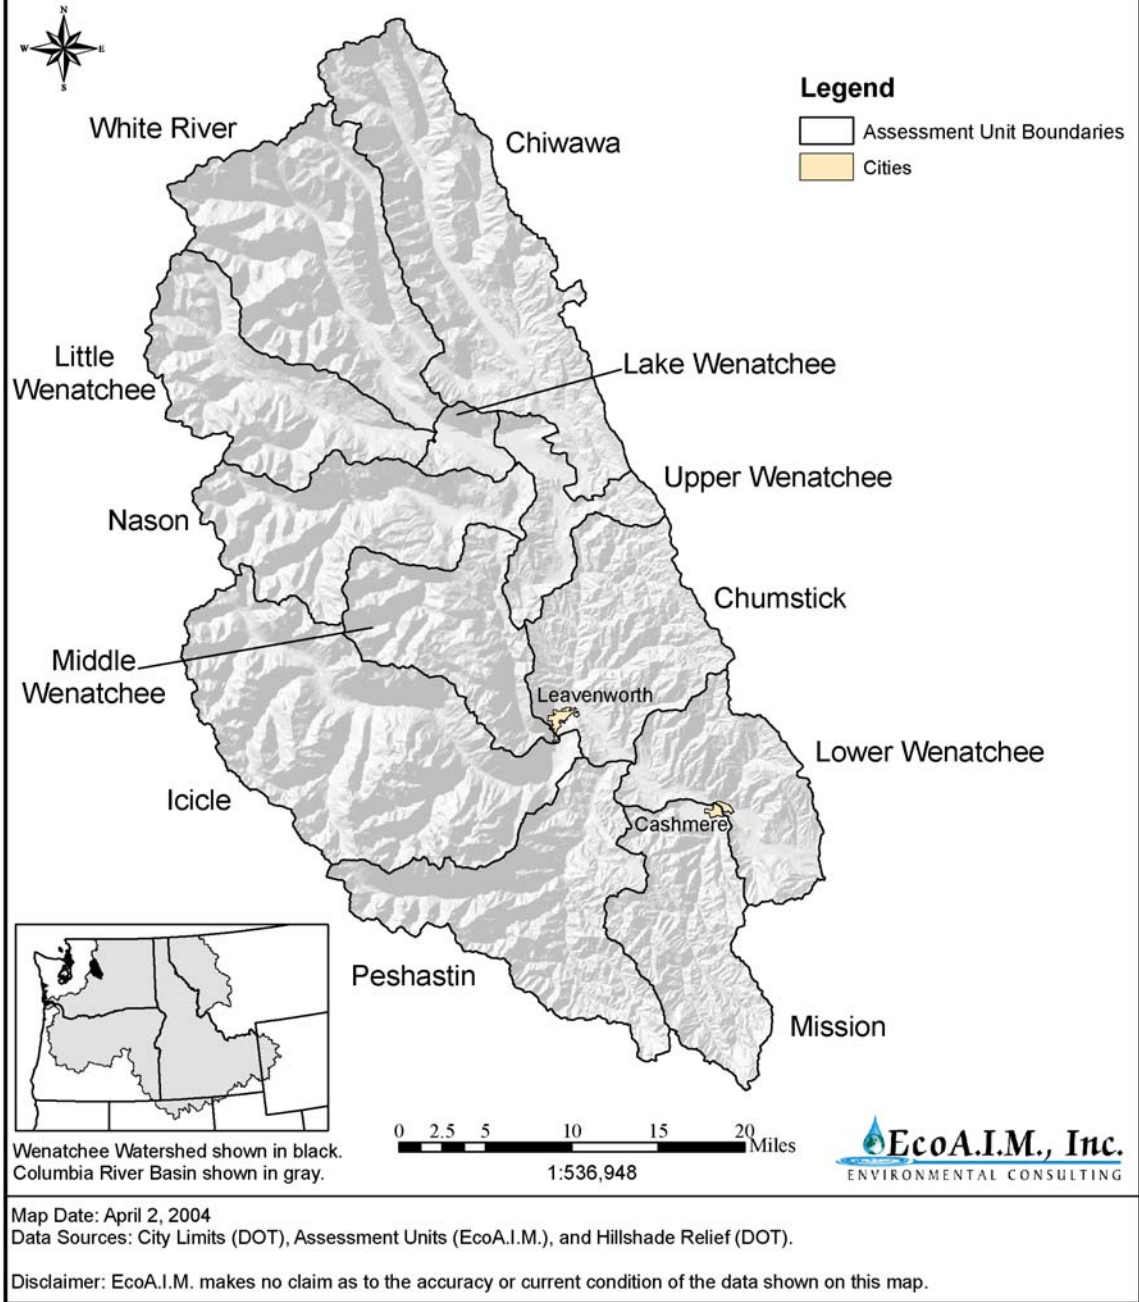 N
W
E
S
Legend
Assessment Unit Boundaries
Cities
White River
Chiwawa
Little
Wenatchee
Lake Wenatchee
Upper Wenatchee
Nason
Chumstick
Middle
Wenatchee
Leavenworth
Lower Wenatchee
Icicle
Cashmere
Peshastin
Mission
Wenatchee Watershed shown in black.
Columbia River Basin shown in gray.
0 2.5 5 10 15 20 Miles
1:536,948
EcoA.I.M., Inc.
ENVIRONMENTAL CONSULTING
Map Date: April 2, 2004
Data Sources: City Limits (DOT), Assessment Units (EcoA.I.M.), and Hillshade Relief (DOT).
Disclaimer: EcoA.I.M. makes no claim as to the accuracy or current condition of the data shown on this map.